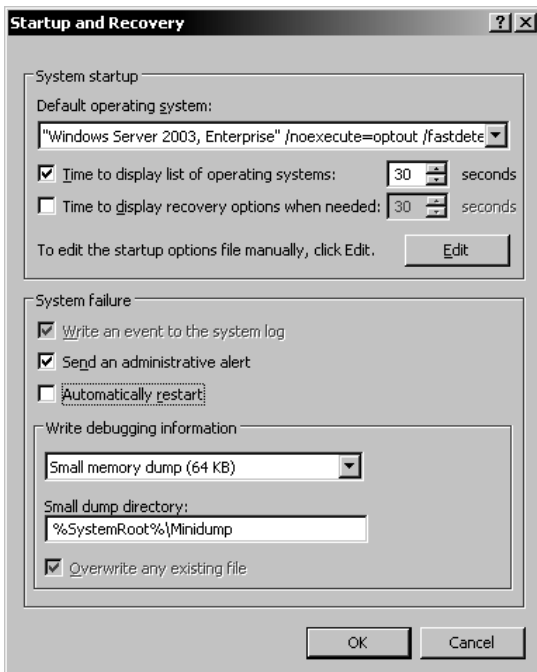 Startup and Recovery
System startup
Default operating system:
"Windows Server 2003, Enterprise" /noexecute=optout /fastdete
Time to display list of operating systems: 30 seconds
Time to display recovery options when needed: 30 seconds
To edit the startup options file manually, click Edit. Edit
System failure
Write an event to the system log
Send an administrative alert
Automatically restart
Write debugging information
Small memory dump (64 KB)
Small dump directory:
%SystemRoot%\Minidump
Overwrite any existing file
OK Cancel